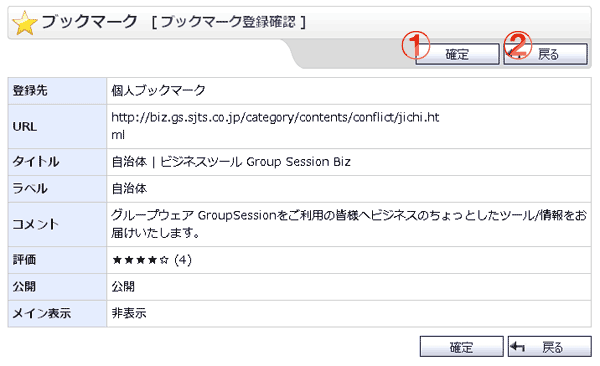 ブックマーク [ ブックマーク登録確認 ]
① 確定 ② 戻る
登録先 個人ブックマーク
URL http://biz.gs.sjts.co.jp/category/contents/conflict/jichi.ht
ml
タイトル 自治体 | ビジネスツール Group Session Biz
ラベル 自治体
コメント グループウェア GroupSessionをご利用の皆様へビジネスのちょっとしたツール/情報をお
届けいたします。
評価 ★★★★☆ (4)
公開 公開
メイン表示 非表示
確定 戻る